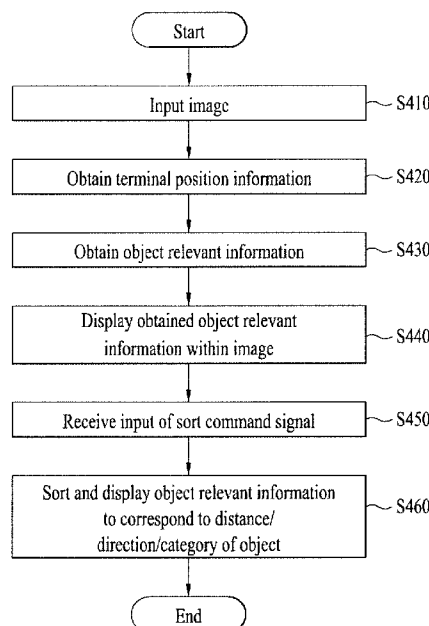 Start
Input image
S410
Obtain terminal position information
S420
Obtain object relevant information
S430
Display obtained object relevant
information within image
S440
Receive input of sort command signal
S450
Sort and display object relevant information
to correspond to distance/
direction/category of object
S460
End